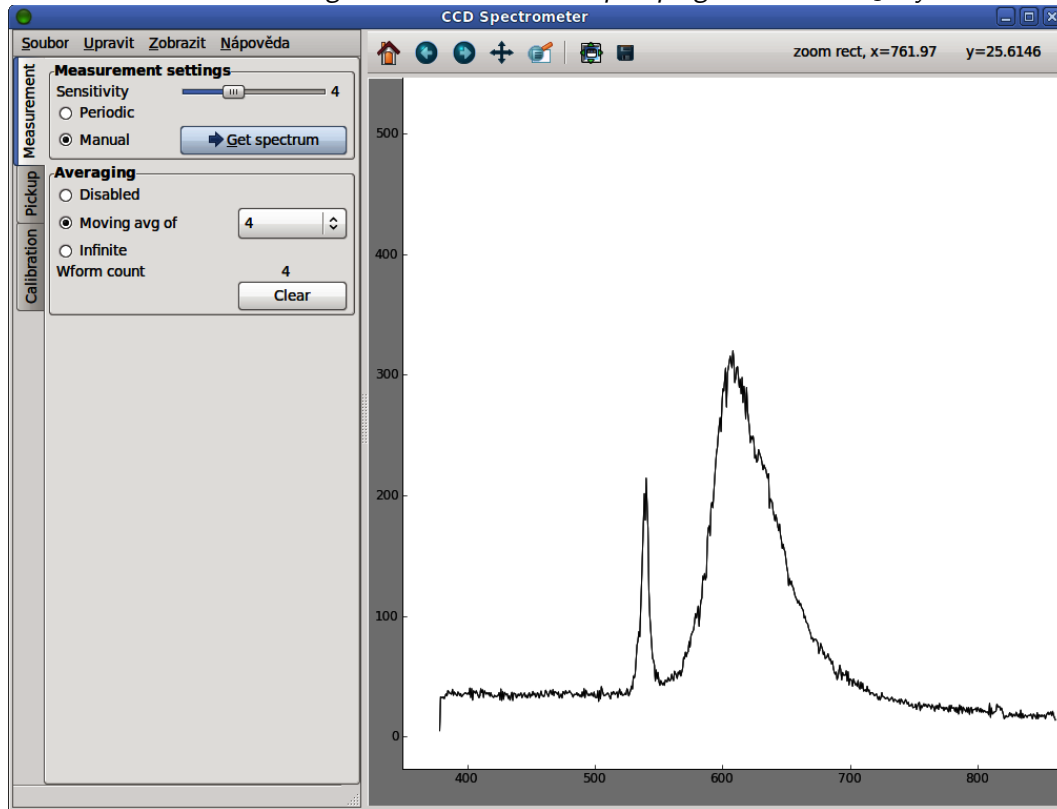 CCD Spectrometer
Soubor Upravit Zobrazit Nápověda
zoom rect, x=761.97 y=25.6146
Measurement
Pickup
Calibration
Measurement settings
Sensitivity 4
Periodic
Manual Get spectrum
Averaging
Disabled
Moving avg of 4
Infinite
Wform count 4
Clear
500
400
300
200
100
0
400 500 600 700 800